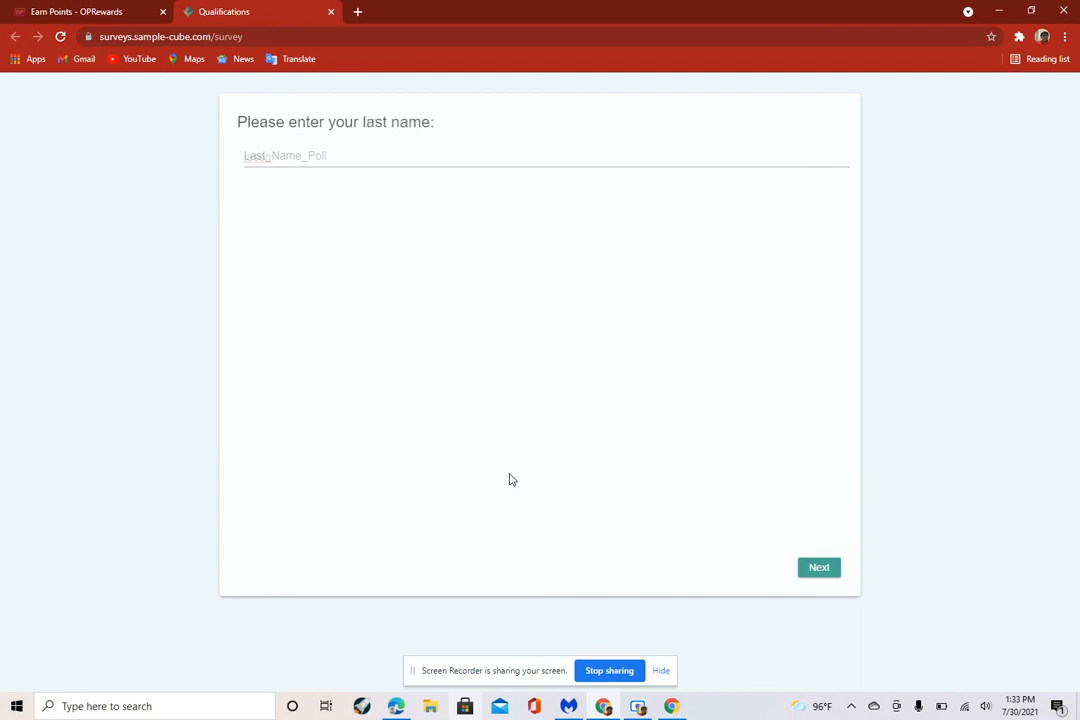 Earn Points - OPRewards
Qualifications
surveys.sample-cube.com/survey
Apps
Gmail
YouTube
Maps
News
Translate
Reading list
Please enter your last name:
Last_Name_Poll
Next
Screen Recorder is sharing your screen.
Stop sharing
Hide
Type here to search
96°F
1:33 PM
7/30/2021
1